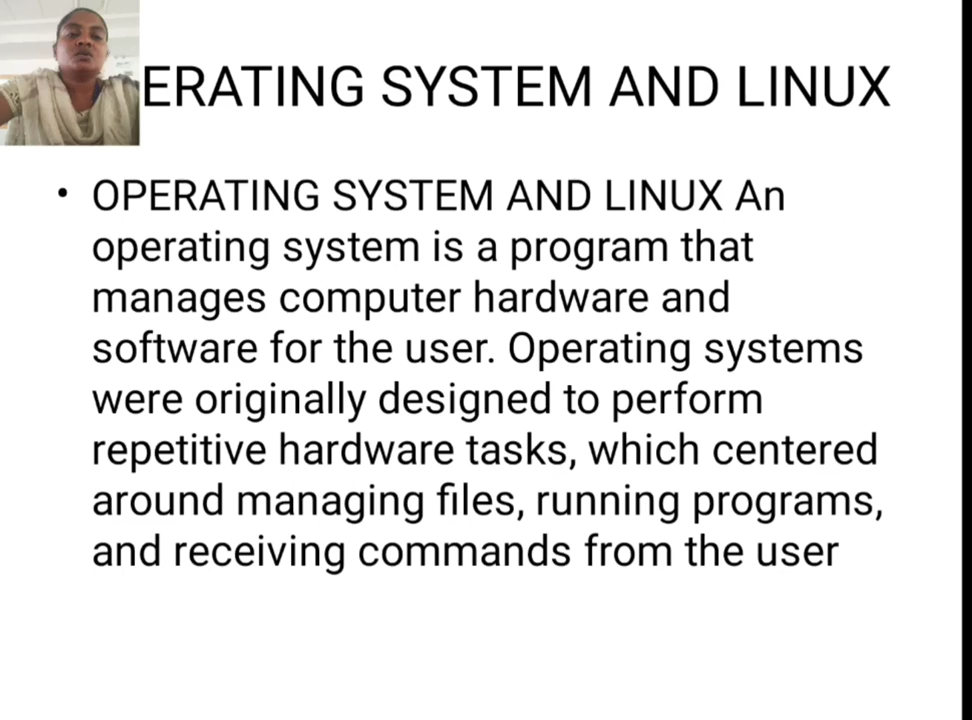 ERATING SYSTEM AND LINUX
• OPERATING SYSTEM AND LINUX An
operating system is a program that
manages computer hardware and
software for the user. Operating systems
were originally designed to perform
repetitive hardware tasks, which centered
around managing files, running programs,
and receiving commands from the user